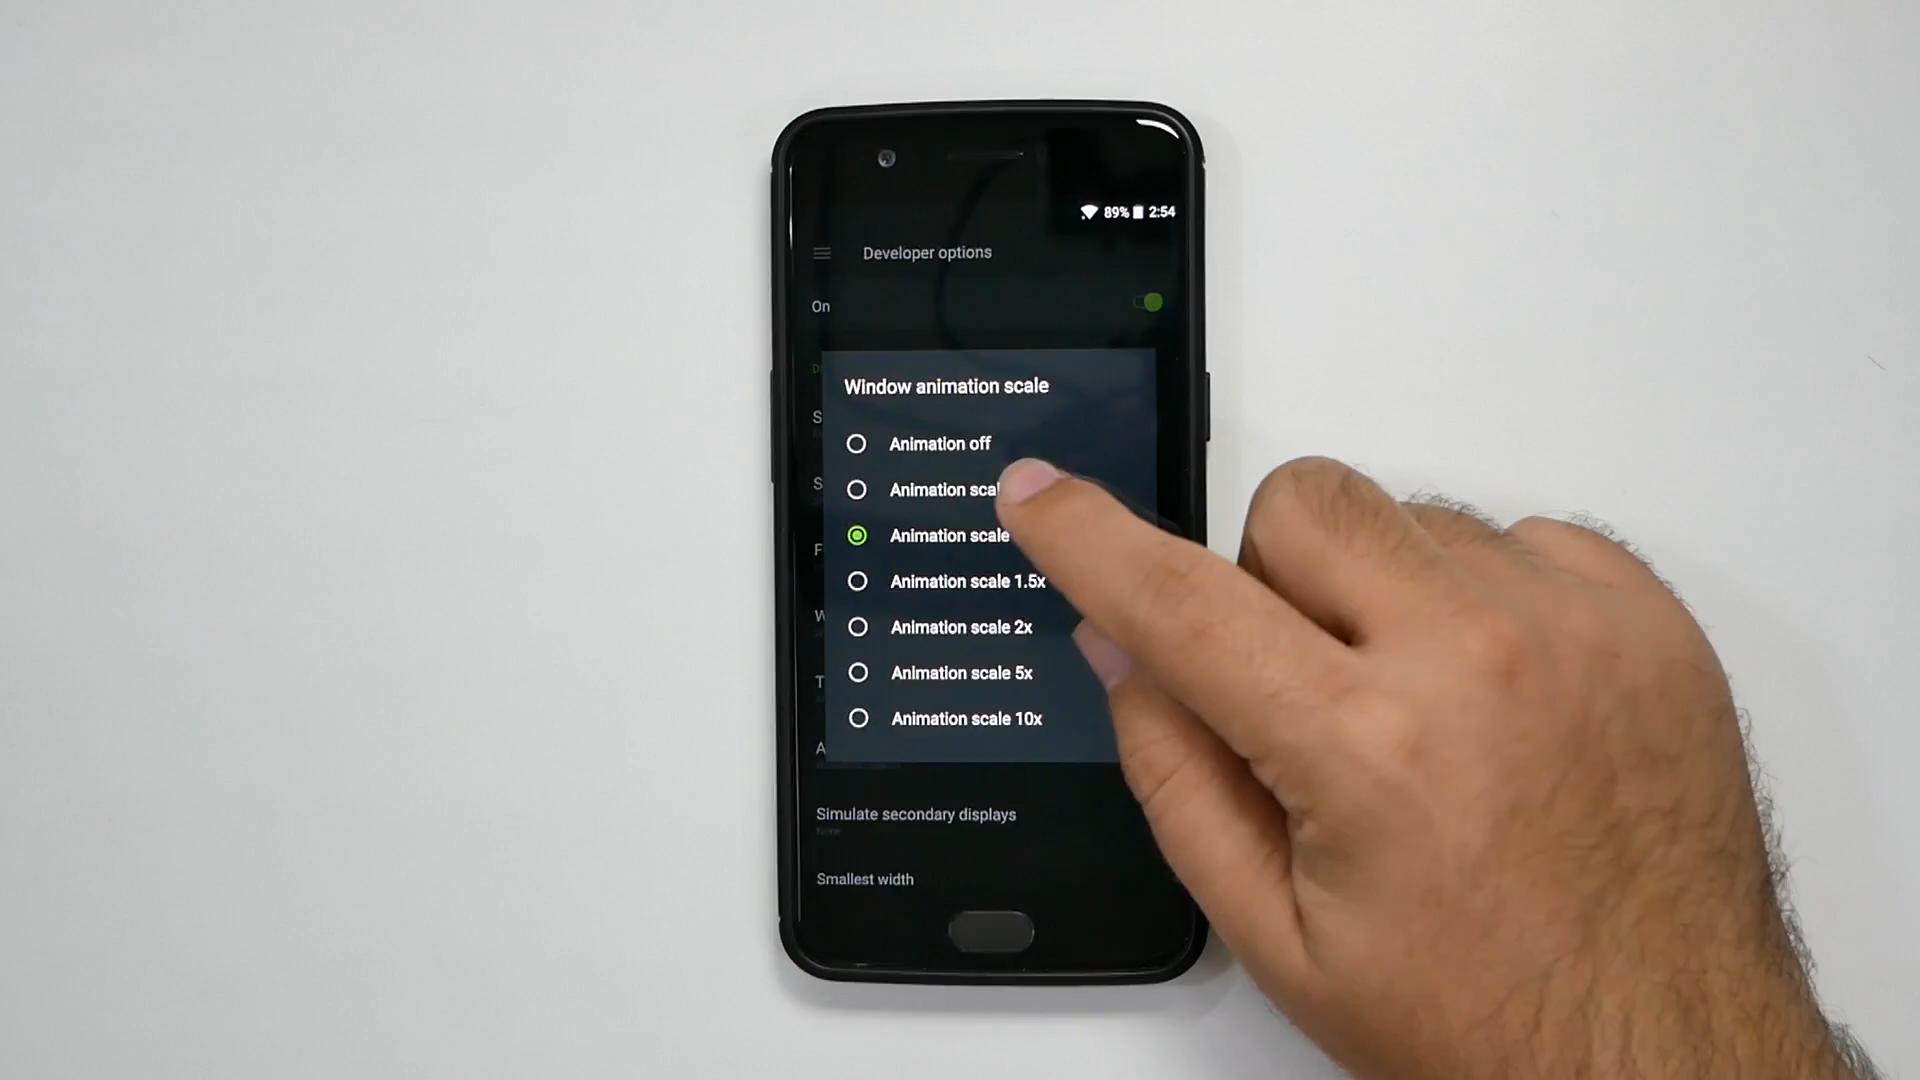 89% 2:54
Developer options
On
Window animation scale
Animation off
Animation scal
Animation scale
Animation scale 1.5x
Animation scale 2x
Animation scale 5x
Animation scale 10x
Simulate secondary displays
None
Smallest width